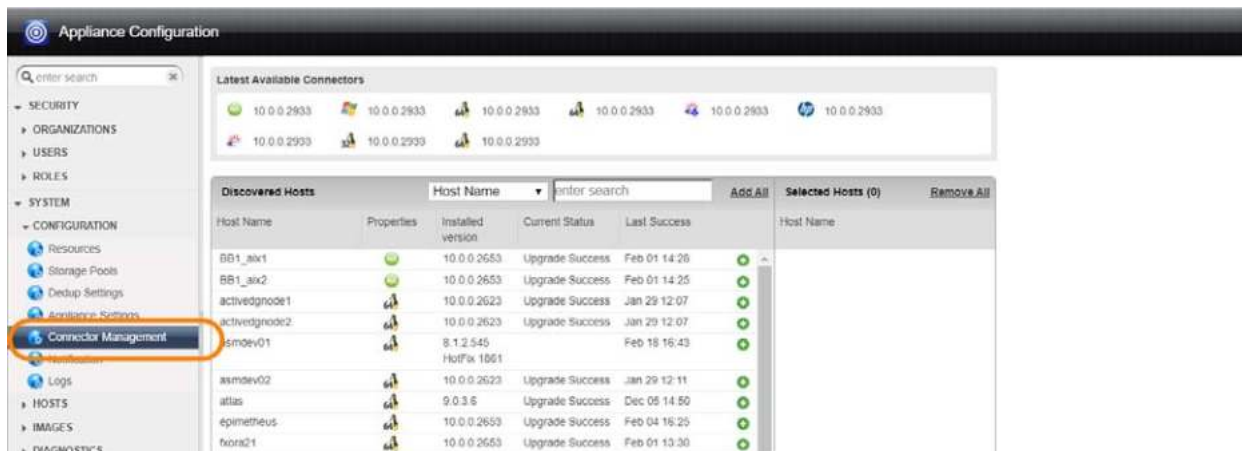 Appliance Configuration
enter search
SECURITY
ORGANIZATIONS
USERS
ROLES
SYSTEM
CONFIGURATION
Resources
Storage Pools
Dedup Settings
Appliance Settings
Connector Management
Notification
Logs
HOSTS
IMAGES
DIAGNOSTICS
Latest Available Connectors
10.0.0.2933 10.0.0.2933 10.0.0.2933 10.0.0.2933 10.0.0.2933 10.0.0.2933
10.0.0.2933 10.0.0.2933 10.0.0.2933
Discovered Hosts Host Name enter search Add All Selected Hosts (0) Remove All
Host Name Properties Installed version Current Status Last Success Host Name
BB1_aix1 10.0.0.2653 Upgrade Success Feb 01 14:28
BB1_aix2 10.0.0.2653 Upgrade Success Feb 01 14:25
activedgnode1 10.0.0.2623 Upgrade Success Jan 29 12:07
activedgnode2 10.0.0.2623 Upgrade Success Jan 29 12:07
asmdev01 8.1.2.545 Feb 18 16:43
HotFix 1861
asmdev02 10.0.0.2623 Upgrade Success Jan 29 12:11
atlas 9.0.3.6 Upgrade Success Dec 05 14:50
epimetheus 10.0.0.2653 Upgrade Success Feb 04 16:25
fxora21 10.0.0.2653 Upgrade Success Feb 01 13:30